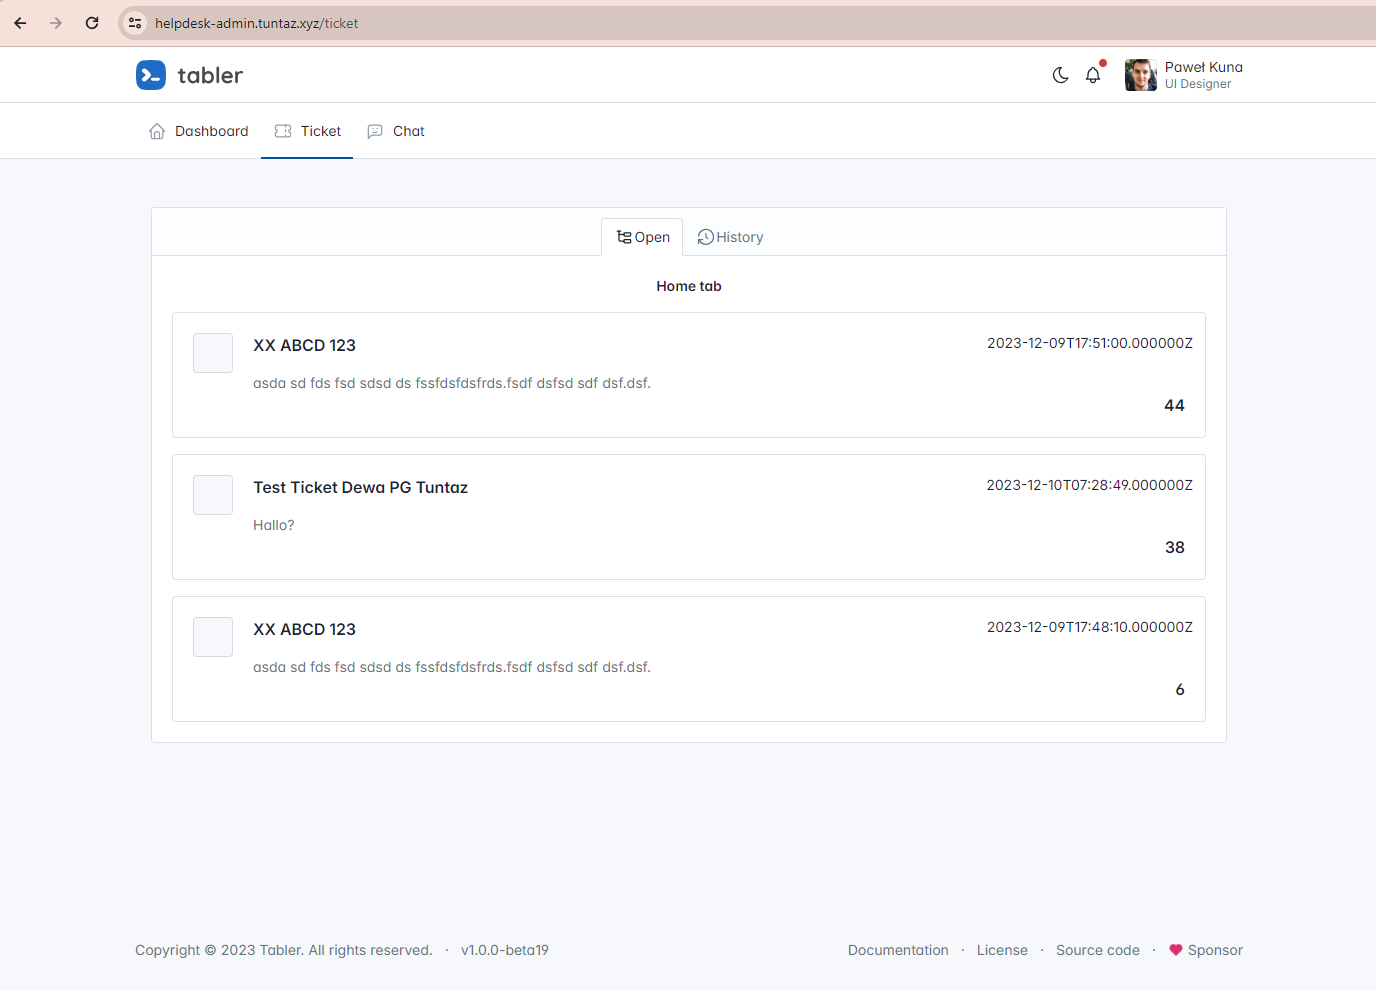 helpdesk-admin.tuntaz.xyz/ticket
tabler
Paweł Kuna
UI Designer
Dashboard Ticket Chat
Open History
Home tab
XX ABCD 123 2023-12-09T17:51:00.000000Z
asda sd fds fsd sdsd ds fssfdsfdsfrds.fsdf dsfsd sdf dsf.dsf.
44
Test Ticket Dewa PG Tuntaz 2023-12-10T07:28:49.000000Z
Hallo?
38
XX ABCD 123 2023-12-09T17:48:10.000000Z
asda sd fds fsd sdsd ds fssfdsfdsfrds.fsdf dsfsd sdf dsf.dsf.
6
Copyright © 2023 Tabler. All rights reserved. · v1.0.0-beta19 Documentation · License · Source code · Sponsor